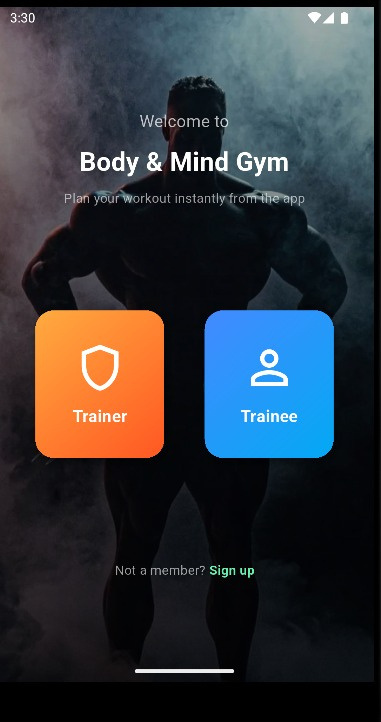 3:30
Welcome to
Body & Mind Gym
Plan your workout instantly from the app
Trainer
Trainee
Not a member? Sign up